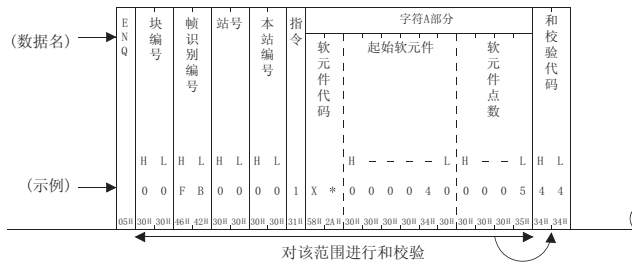 (数据名)
ENQ
块编号
帧识别编号
站号
本站编号
指令
字符A部分
软元件代码
起始软元件
软元件点数
和校验代码
H L H L H L H L H - - - - L H - - L H L
(示例)
0 0 F B 0 0 0 0 1 X * 0 0 0 0 4 0 0 0 0 5 4 4
05H 30H 30H 46H 42H 30H 30H 30H 30H 31H 58H 2AH 30H 30H 30H 30H 34H 30H 30H 30H 30H 35H 34H 34H
对该范围进行和校验